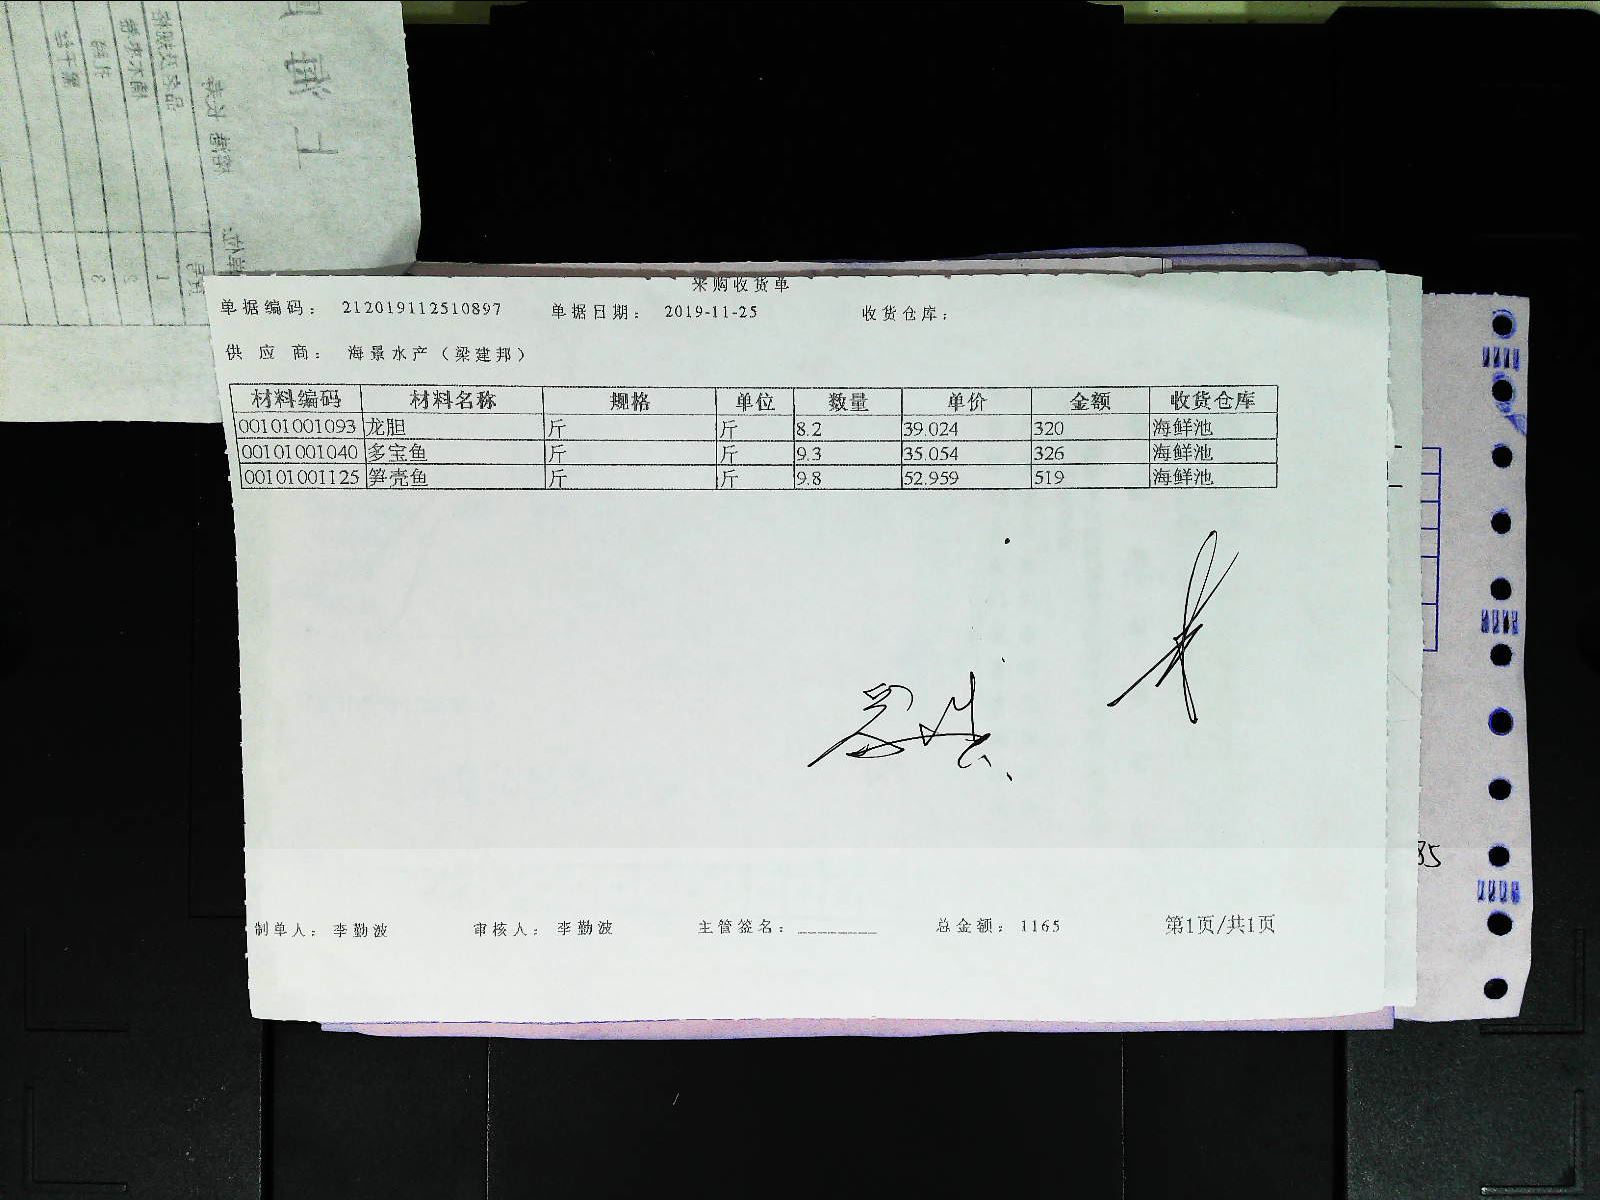 采购收货单
单据编码： 212019112510897 单据日期： 2019-11-25 收货仓库：
供 应 商： 海景水产（梁建邦）
材料编码 材料名称 规格 单位 数量 单价 金额 收货仓库
00101001093 龙胆 斤 斤 8.2 39.024 320 海鲜池
00101001040 多宝鱼 斤 斤 9.3 35.054 326 海鲜池
00101001125 笋壳鱼 斤 斤 9.8 52.959 519 海鲜池
35
制单人： 李勤波 审核人： 李勤波 主管签名：________ 总金额： 1165 第1页/共1页